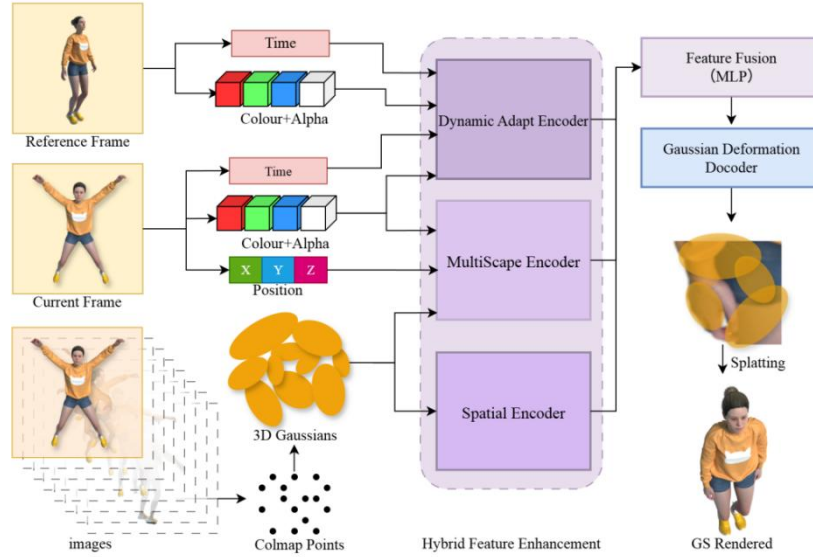 Time
Colour+Alpha
Reference Frame
Time
Colour+Alpha
X Y Z
Position
Current Frame
images
3D Gaussians
Colmap Points
Dynamic Adapt Encoder
MultiScape Encoder
Spatial Encoder
Hybrid Feature Enhancement
Feature Fusion
(MLP)
Gaussian Deformation
Docoder
Splatting
GS Rendered